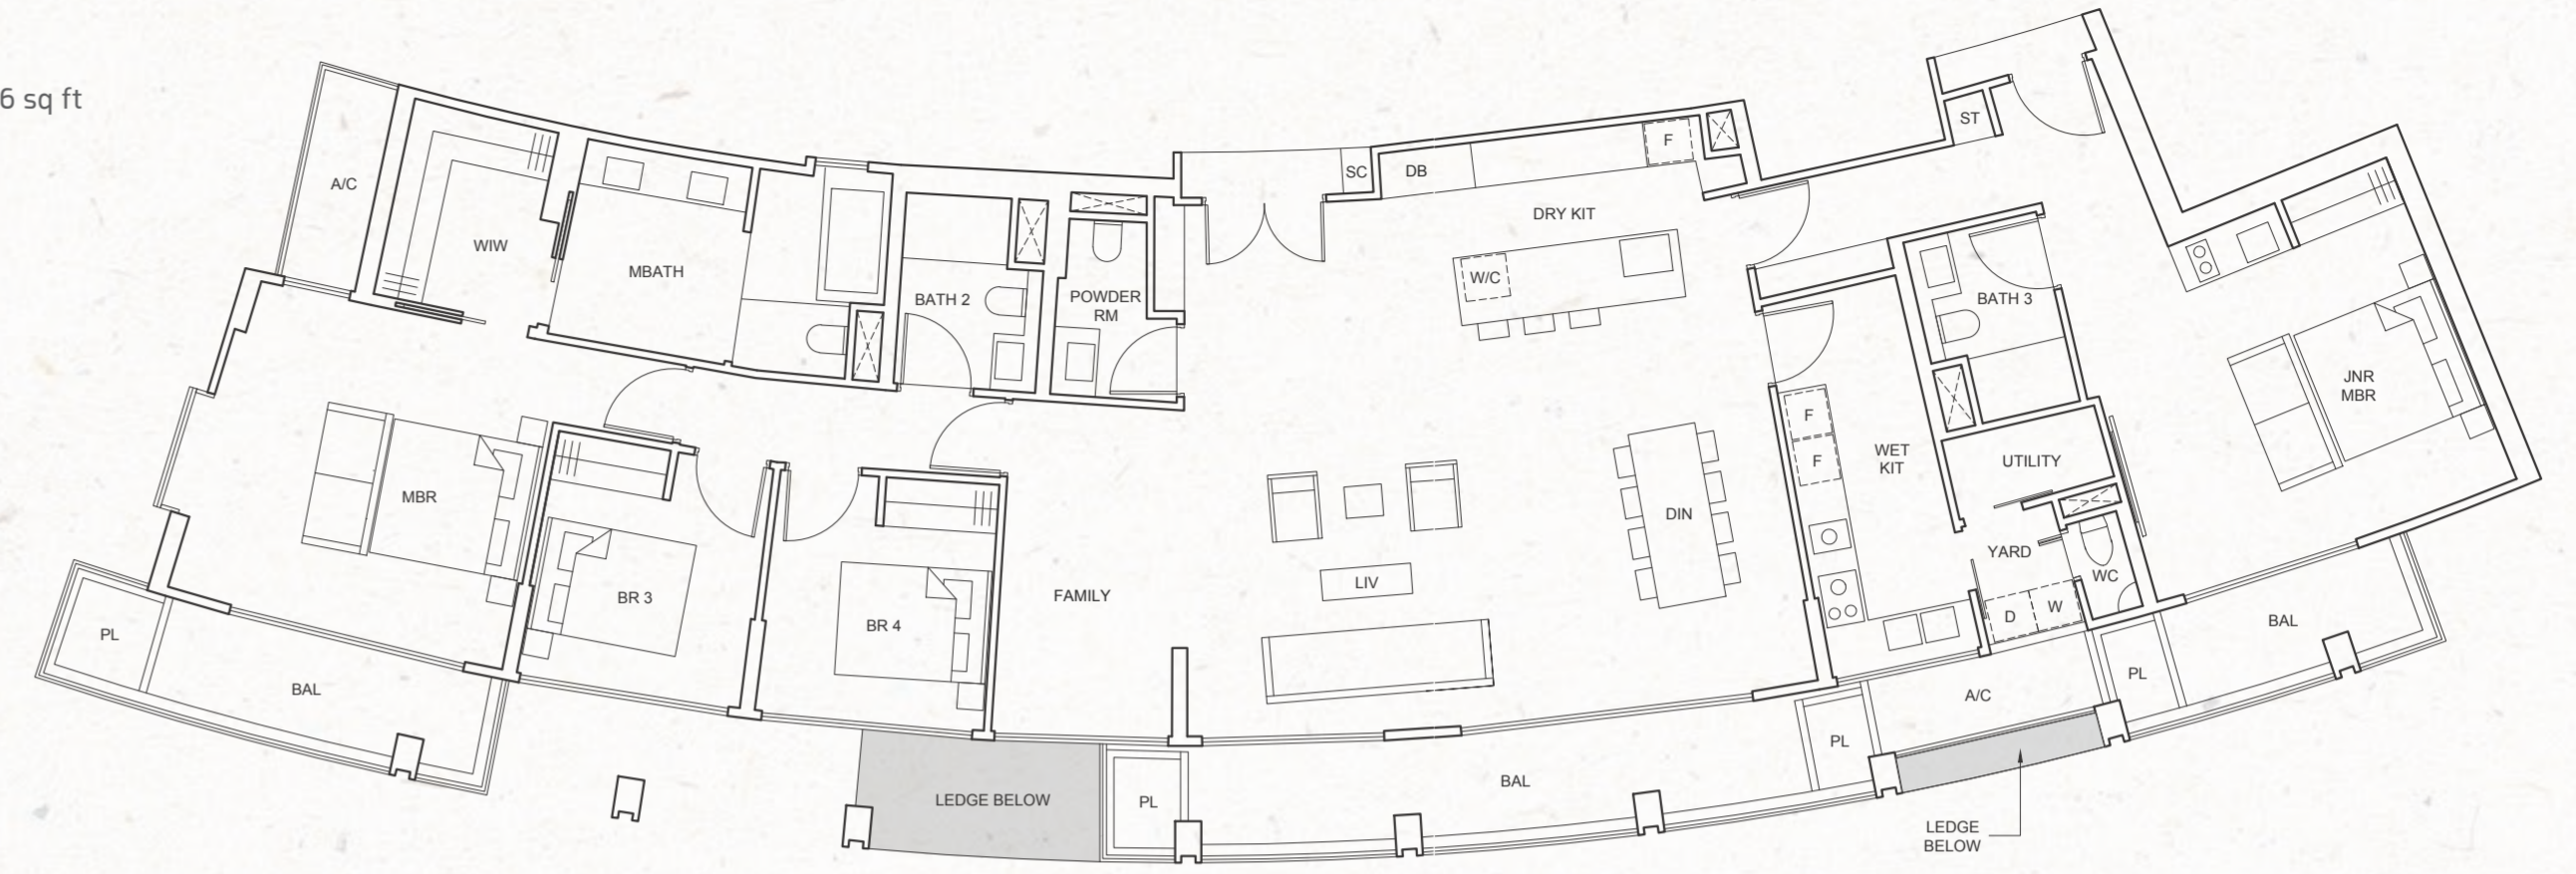 6 sq ft
A/C
WIW
MBATH
BATH 2
POWDER
RM
SC
DB
F
DRY KIT
W/C
ST
BATH 3
JNR
MBR
MBR
BR 3
BR 4
FAMILY
LIV
DIN
F
F
WET
KIT
UTILITY
YARD
WC
D
W
PL
BAL
LEDGE BELOW
PL
BAL
PL
A/C
PL
BAL
LEDGE
BELOW